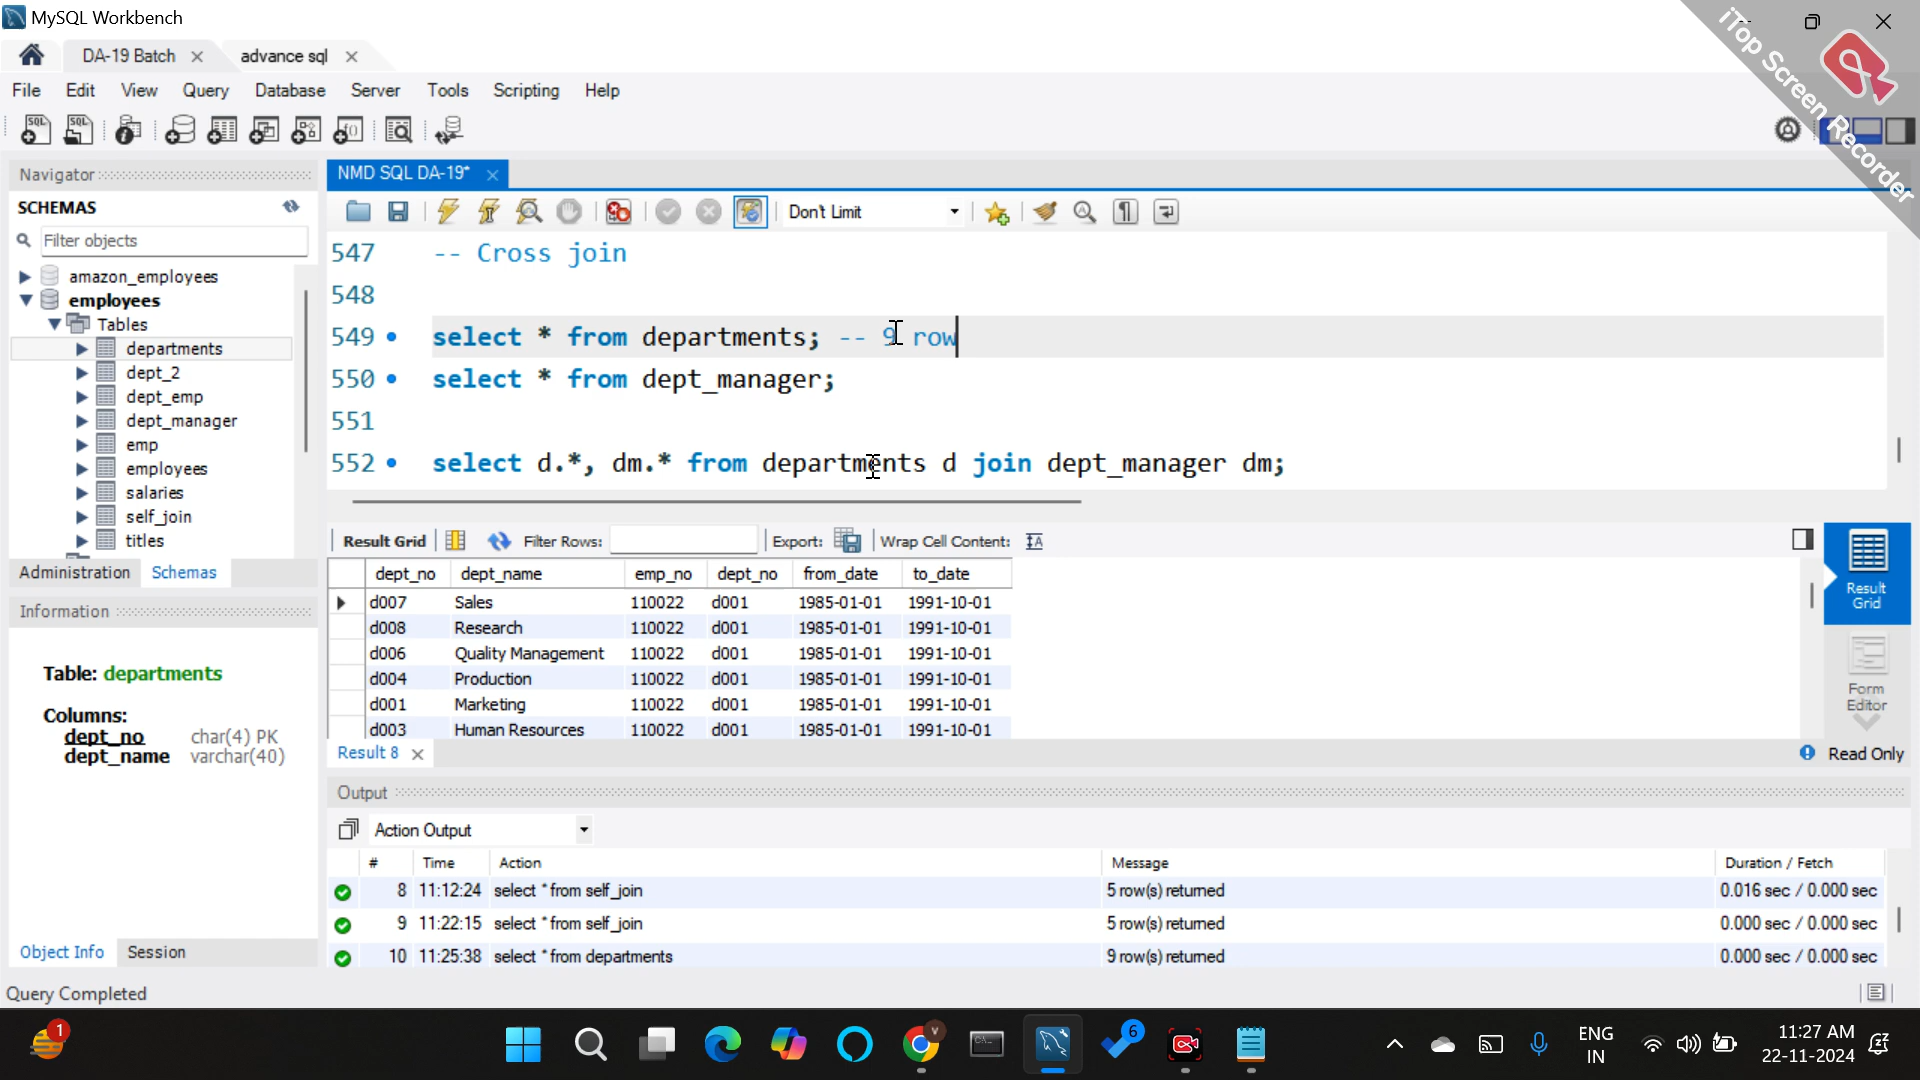 MySQL Workbench
DA-19 Batch
advance sql
File Edit View Query Database Server Tools Scripting Help
iTop Screen Recorder
Navigator
SCHEMAS
Filter objects
amazon_employees
employees
Tables
departments
dept_2
dept_emp
dept_manager
emp
employees
salaries
self_join
titles
Administration Schemas
Information
Table: departments
Columns:
dept_no char(4) PK
dept_name varchar(40)
Object Info Session
NMD SQL DA-19*
Don't Limit
547 -- Cross join
548
549 select * from departments; -- 9 row
550 select * from dept_manager;
551
552 select d.*, dm.* from departments d join dept_manager dm;
Result Grid Filter Rows: Export: Wrap Cell Content:
dept_no dept_name emp_no dept_no from_date to_date
d007 Sales 110022 d001 1985-01-01 1991-10-01
d008 Research 110022 d001 1985-01-01 1991-10-01
d006 Quality Management 110022 d001 1985-01-01 1991-10-01
d004 Production 110022 d001 1985-01-01 1991-10-01
d001 Marketing 110022 d001 1985-01-01 1991-10-01
d003 Human Resources 110022 d001 1985-01-01 1991-10-01
Result Grid
Form Editor
Result 8
Read Only
Output
Action Output
# Time Action Message Duration / Fetch
8 11:12:24 select * from self_join 5 row(s) returned 0.016 sec / 0.000 sec
9 11:22:15 select * from self_join 5 row(s) returned 0.000 sec / 0.000 sec
10 11:25:38 select * from departments 9 row(s) returned 0.000 sec / 0.000 sec
Query Completed
1
V
6
ENG
IN
11:27 AM
22-11-2024